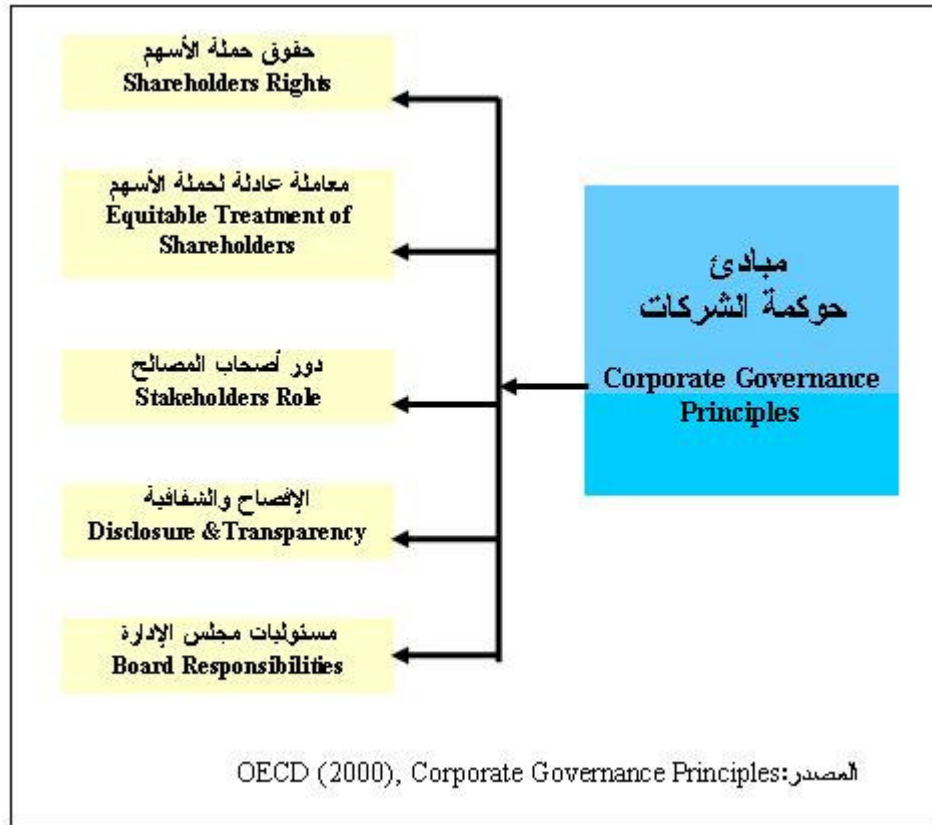 حقوق حملة الأسهم
Shareholders Rights
معاملة عادلة لحملة الأسهم
Equitable Treatment of
Shareholders
دور أصحاب المصالح
Stakeholders Role
الإفصاح والشفافية
Disclosure &Transparency
مسئوليات مجلس الإدارة
Board Responsibilities
مبادئ
حوكمة الشركات
Corporate Governance
Principles
المصدر:OECD (2000), Corporate Governance Principles